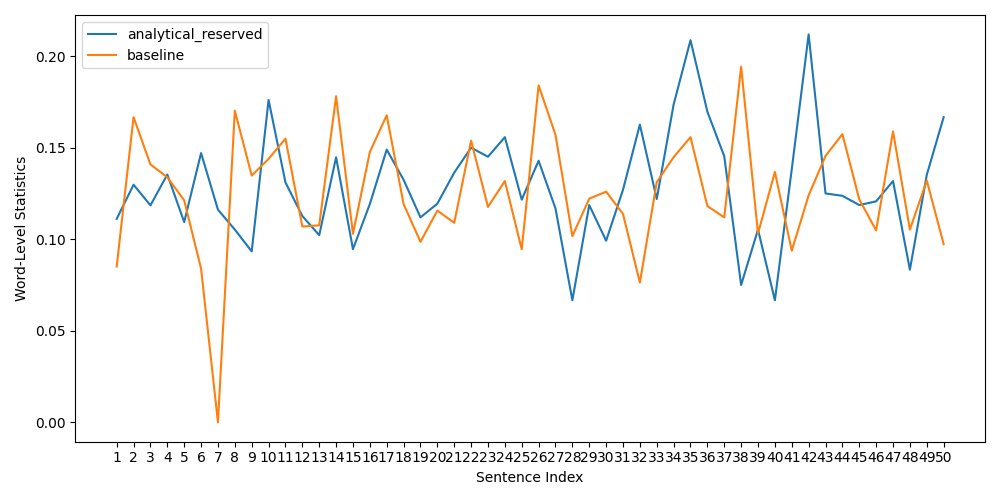 analytical_reserved
baseline
0.20
0.15
0.10
0.05
0.00
Word-Level Statistics
1 2 3 4 5 6 7 8 9 10 11 12 13 14 15 16 17 18 19 20 21 22 23 24 25 26 27 28 29 30 31 32 33 34 35 36 37 38 39 40 41 42 43 44 45 46 47 48 49 50
Sentence Index